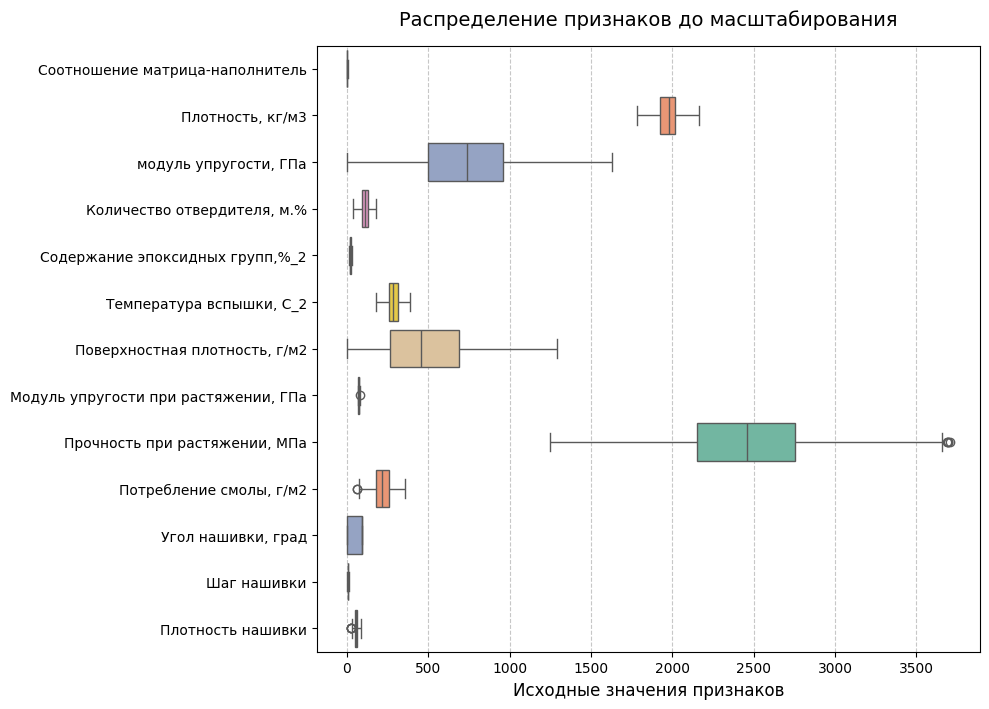 Распределение признаков до масштабирования
Соотношение матрица-наполнитель
Плотность, кг/м3
модуль упругости, ГПа
Количество отвердителя, м.%
Содержание эпоксидных групп,%_2
Температура вспышки, С_2
Поверхностная плотность, г/м2
Модуль упругости при растяжении, ГПа
Прочность при растяжении, МПа
Потребление смолы, г/м2
Угол нашивки, град
Шаг нашивки
Плотность нашивки
0 500 1000 1500 2000 2500 3000 3500
Исходные значения признаков